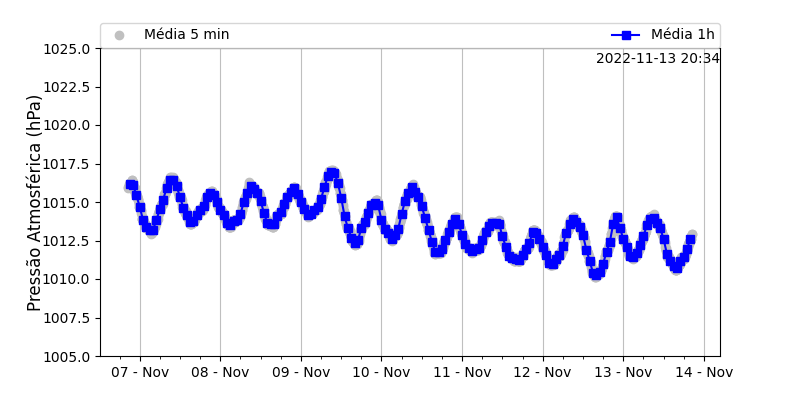 Média 5 min
Média 1h
2022-11-13 20:34
Pressão Atmosférica (hPa)
1025.0
1022.5
1020.0
1017.5
1015.0
1012.5
1010.0
1007.5
1005.0
07 - Nov
08 - Nov
09 - Nov
10 - Nov
11 - Nov
12 - Nov
13 - Nov
14 - Nov